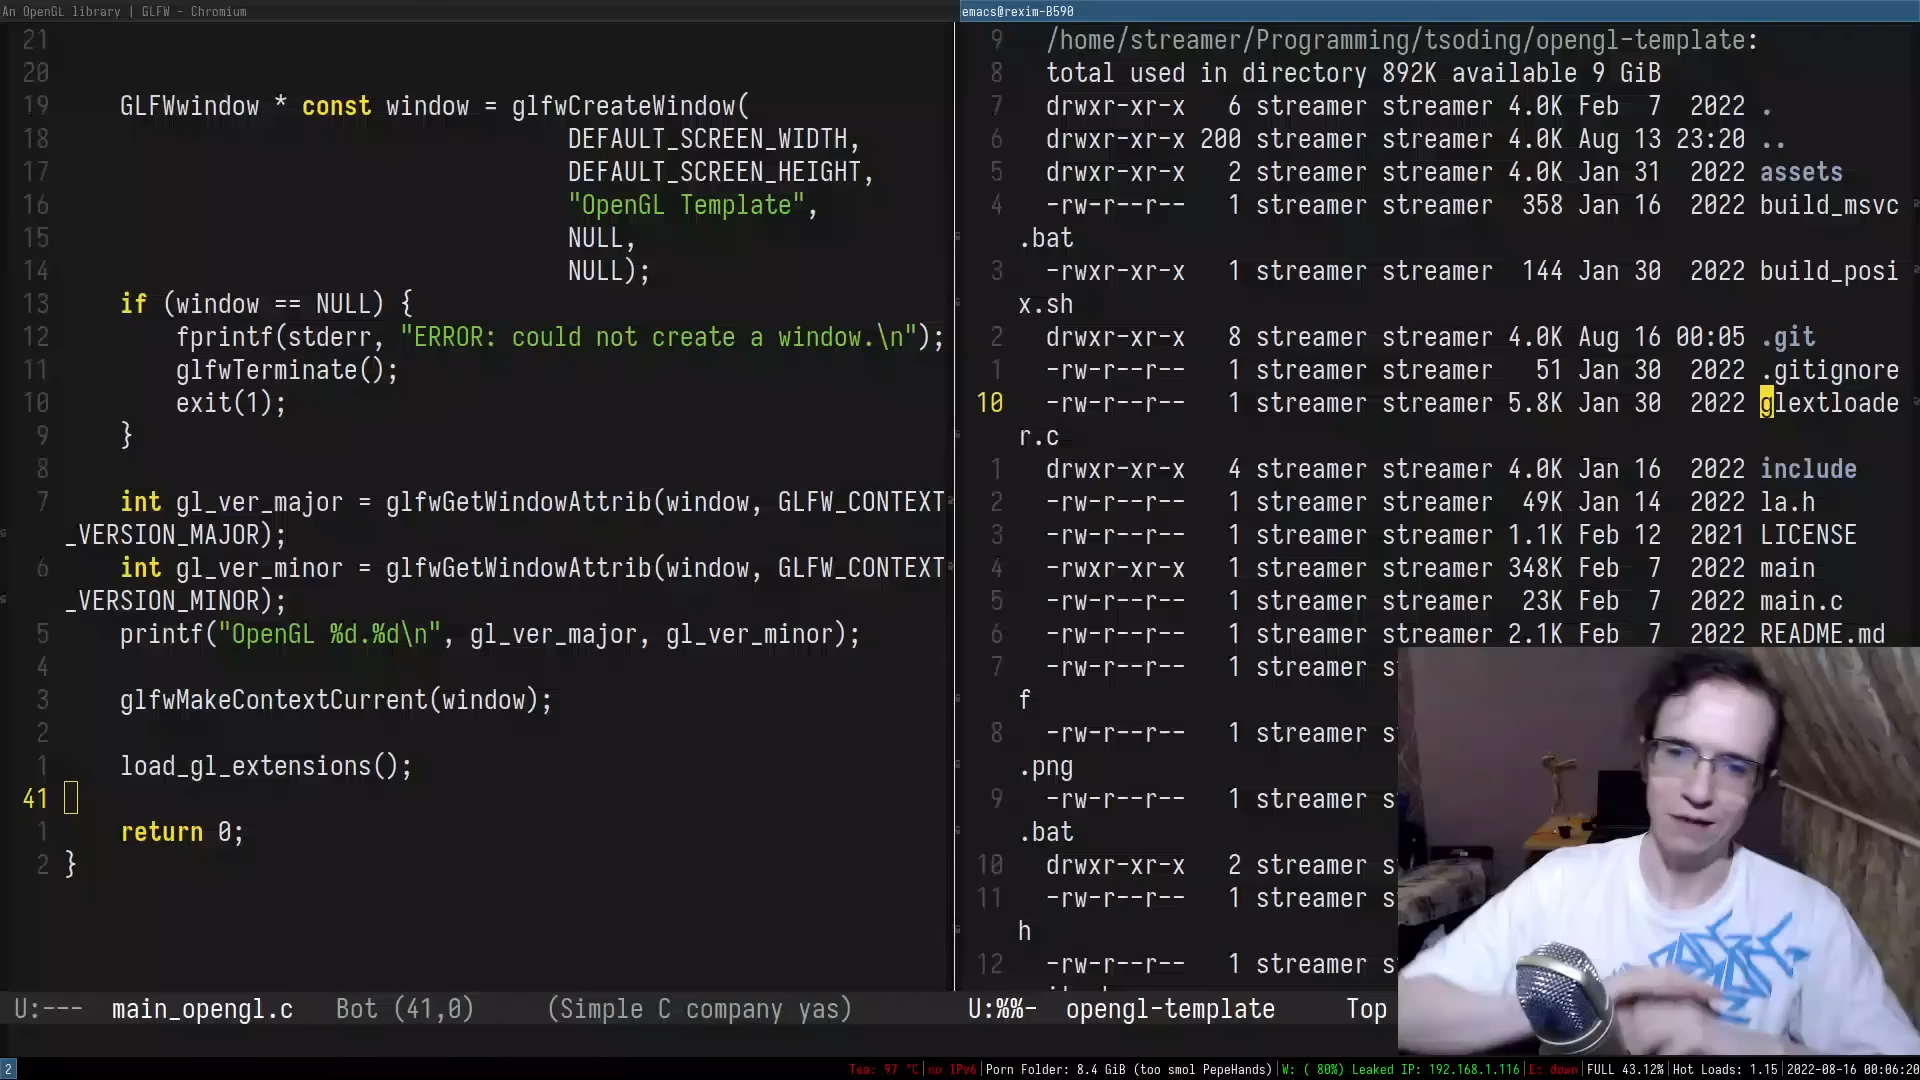 An OpenGL library | GLFW - Chromium
emacs@rexim-B590
21
20
19 GLFWwindow * const window = glfwCreateWindow(
18 DEFAULT_SCREEN_WIDTH,
17 DEFAULT_SCREEN_HEIGHT,
16 "OpenGL Template",
15 NULL,
14 NULL);
13 if (window == NULL) {
12 fprintf(stderr, "ERROR: could not create a window.\n");
11 glfwTerminate();
10 exit(1);
9 }
8
7 int gl_ver_major = glfwGetWindowAttrib(window, GLFW_CONTEXT
_VERSION_MAJOR);
6 int gl_ver_minor = glfwGetWindowAttrib(window, GLFW_CONTEXT
_VERSION_MINOR);
5 printf("OpenGL %d.%d\n", gl_ver_major, gl_ver_minor);
4
3 glfwMakeContextCurrent(window);
2
1 load_gl_extensions();
41
1 return 0;
2 }
U:--- main_opengl.c Bot (41,0) (Simple C company yas)
9 /home/streamer/Programming/tsoding/opengl-template:
8 total used in directory 892K available 9 GiB
7 drwxr-xr-x 6 streamer streamer 4.0K Feb 7 2022 .
6 drwxr-xr-x 200 streamer streamer 4.0K Aug 13 23:20 ..
5 drwxr-xr-x 2 streamer streamer 4.0K Jan 31 2022 assets
4 -rw-r--r-- 1 streamer streamer 358 Jan 16 2022 build_msvc
.bat
3 -rwxr-xr-x 1 streamer streamer 144 Jan 30 2022 build_posi
x.sh
2 drwxr-xr-x 8 streamer streamer 4.0K Aug 16 00:05 .git
1 -rw-r--r-- 1 streamer streamer 51 Jan 30 2022 .gitignore
10 -rw-r--r-- 1 streamer streamer 5.8K Jan 30 2022 glextloade
r.c
1 drwxr-xr-x 4 streamer streamer 4.0K Jan 16 2022 include
2 -rw-r--r-- 1 streamer streamer 49K Jan 14 2022 la.h
3 -rw-r--r-- 1 streamer streamer 1.1K Feb 12 2021 LICENSE
4 -rwxr-xr-x 1 streamer streamer 348K Feb 7 2022 main
5 -rw-r--r-- 1 streamer streamer 23K Feb 7 2022 main.c
6 -rw-r--r-- 1 streamer streamer 2.1K Feb 7 2022 README.md
7 -rw-r--r-- 1 streamer
f
8 -rw-r--r-- 1 streamer s
.png
9 -rw-r--r-- 1 streamer s
.bat
10 drwxr-xr-x 2 streamer s
11 -rw-r--r-- 1 streamer s
h
12 -rw-r--r-- 1 streamer s
U:%%- opengl-template Top
2
Tea: 97 °C|no IPv6|Porn Folder: 8.4 GiB (too smol PepeHands)|W: ( 80%) Leaked IP: 192.168.1.116|E: down|FULL 43.12%|Hot Loads: 1.15|2022-08-16 00:06:20